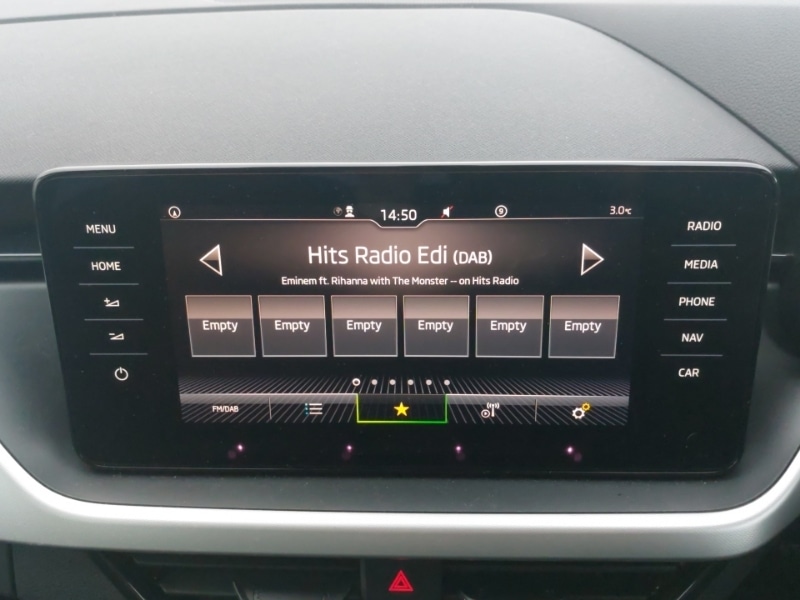 14:50
9
3.0°C
MENU
HOME
RADIO
MEDIA
PHONE
NAV
CAR
Hits Radio Edi (DAB)
Eminem ft. Rihanna with The Monster -- on Hits Radio
Empty Empty Empty Empty Empty Empty
FM/DAB